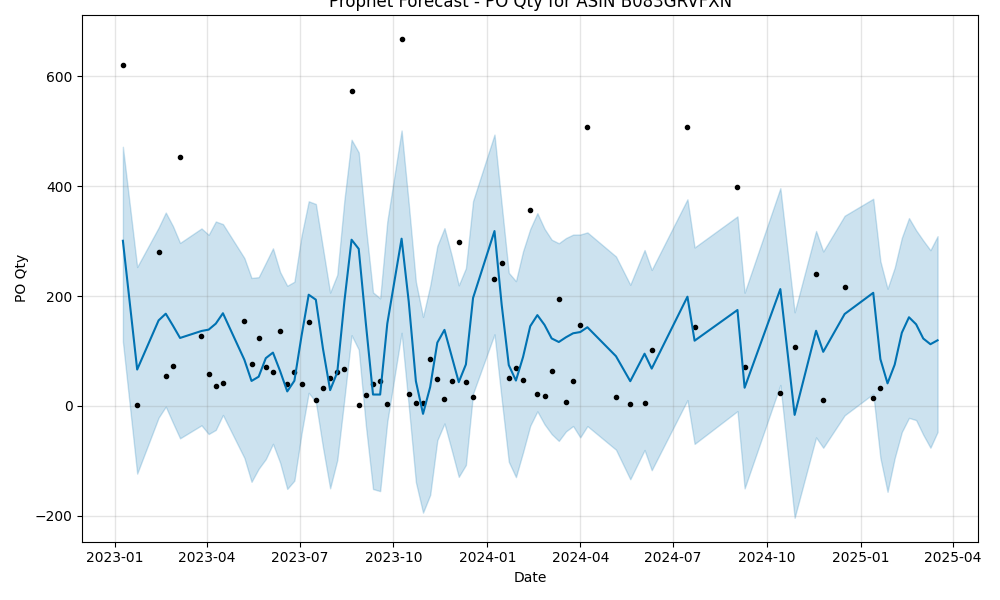 Prophet Forecast - PO Qty for ASIN B083GRVFXN
PO Qty
600
400
200
0
−200
2023-01 2023-04 2023-07 2023-10 2024-01 2024-04 2024-07 2024-10 2025-01 2025-04
Date